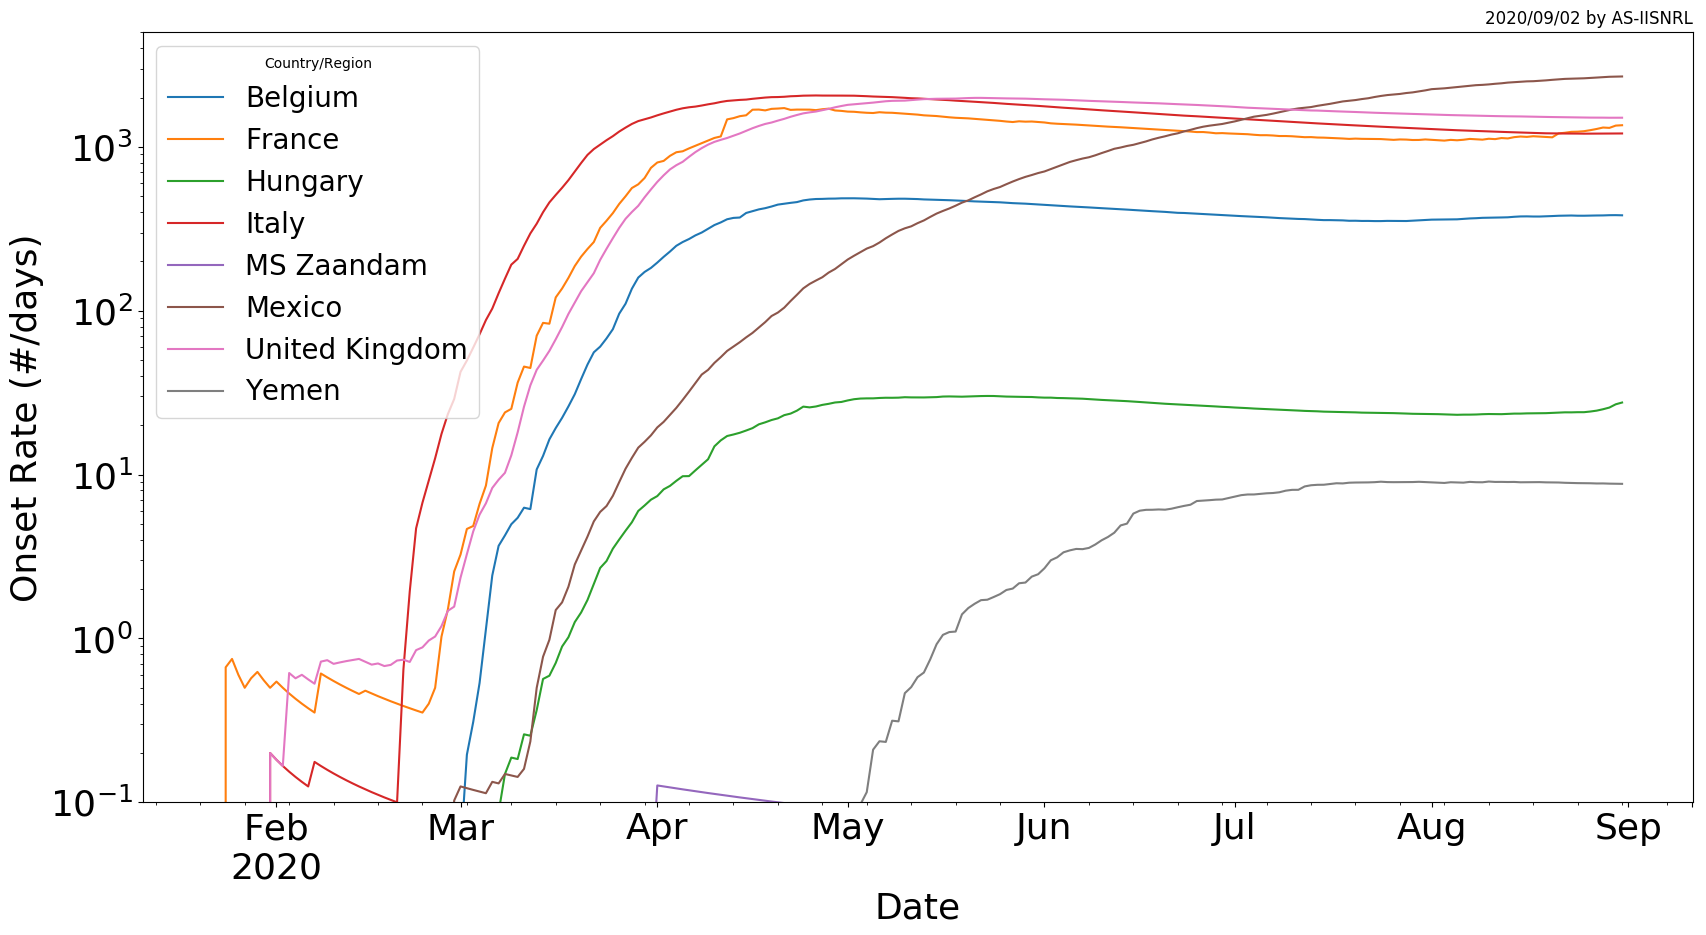 2020/09/02 by AS-IISNRL
Country/Region
Belgium
France
Hungary
Italy
MS Zaandam
Mexico
United Kingdom
Yemen
Onset Rate (#/days)
10³
10²
10¹
10⁰
10⁻¹
Feb Mar Apr May Jun Jul Aug Sep
2020
Date